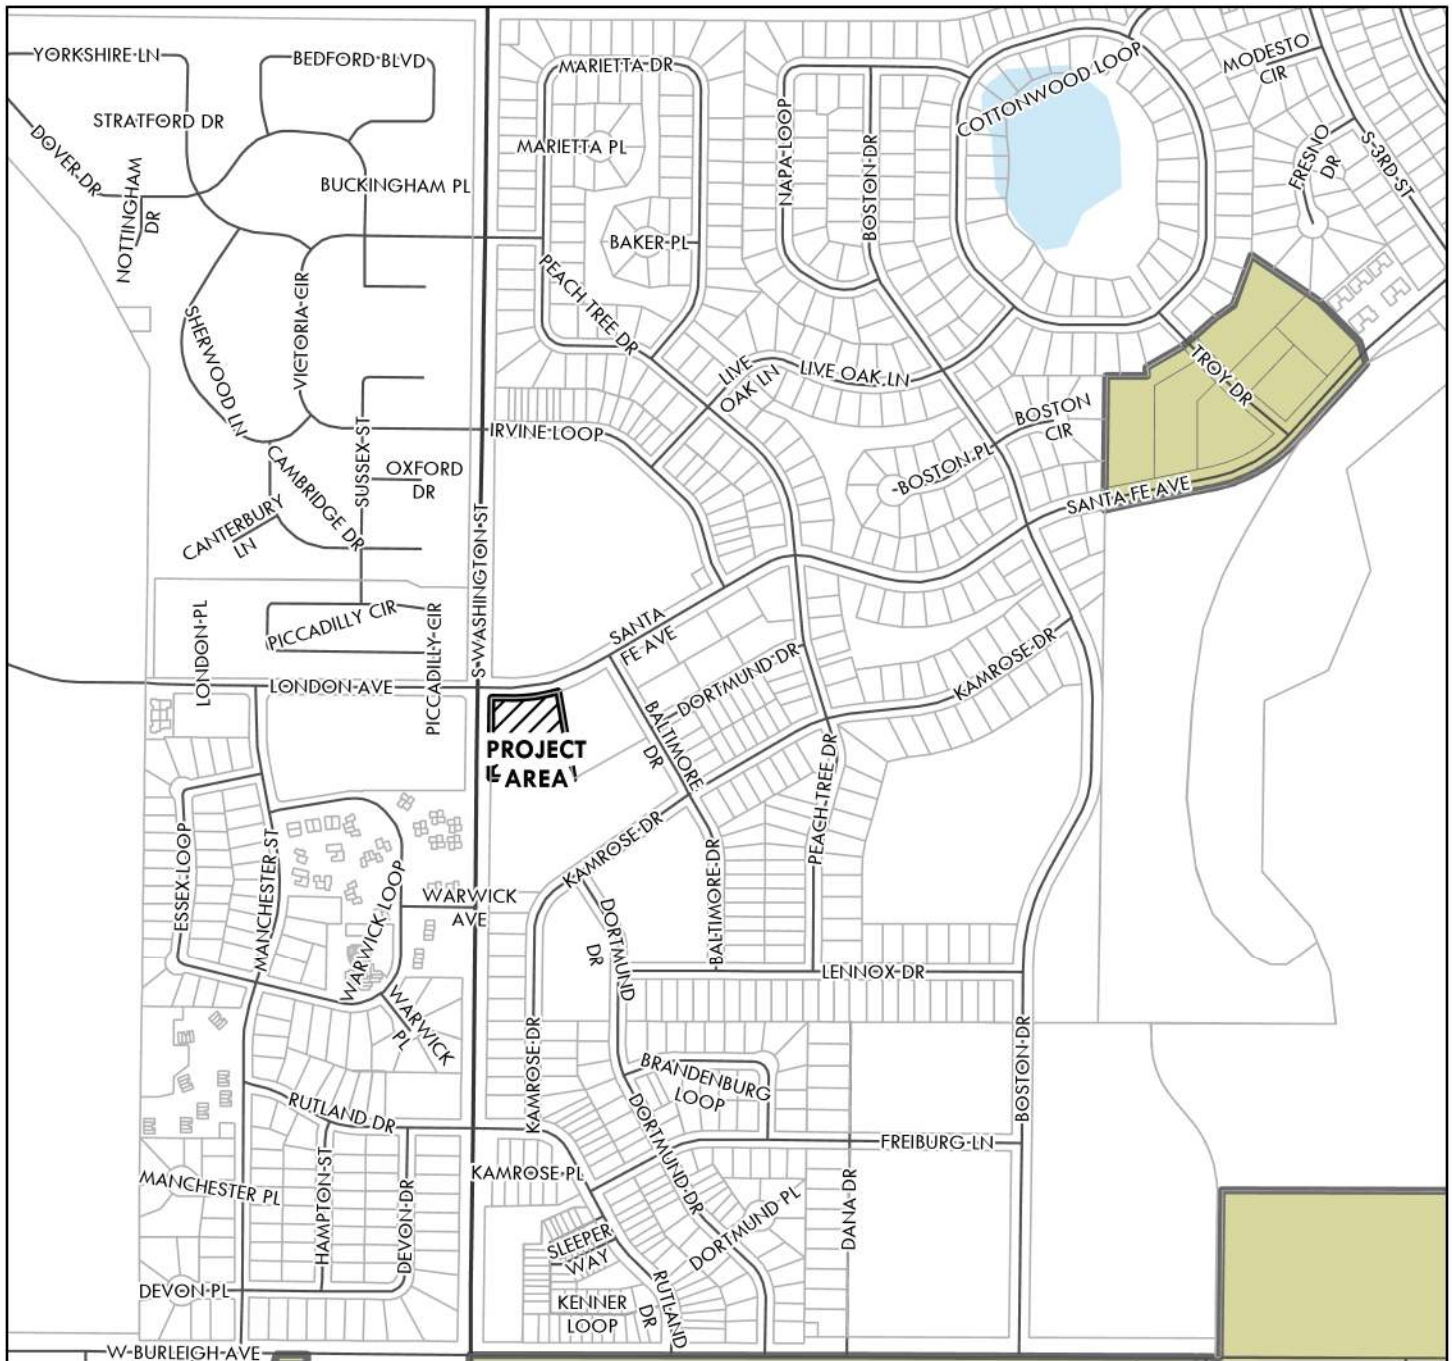 YORKSHIRE LN
BEDFORD BLVD
MARIETTA DR
COTTONWOOD LOOP
MODESTO
CIR
STRATFORD DR
DOVER DR
NOTTINGHAM
DR
MARIETTA PL
NAPA LOOP
BOSTON DR
FRESNO
DR
S 3RD ST
BUCKINGHAM PL
BAKER PL
PEACH TREE DR
SHERWOOD LN
VICTORIA CIR
LIVE
OAK LN
LIVE OAK LN
TROY DR
IRVINE LOOP
BOSTON
CIR
BOSTON PL
SANTA FE AVE
SUSSEX ST
OXFORD
DR
CAMBRIDGE DR
CANTERBURY
LN
S WASHINGTON ST
LONDON PL
PICCADILLY CIR
PICCADILLY CIR
SANTA
FE AVE
LONDON AVE
DORTMUND DR
KAMROSE DR
BALTIMORE
DR
PROJECT
AREA
PEACH TREE DR
KAMROSE DR
BALTIMORE DR
ESSEX LOOP
MANCHESTER ST
WARWICK LOOP
WARWICK
AVE
DORTMUND
DR
LENNOX DR
WARWICK
PL
KAMROSE DR
BOSTON DR
BRANDENBURG
LOOP
RUTLAND DR
DORTMUND DR
FREIBURG LN
MANCHESTER PL
HAMPTON ST
DEVON DR
KAMROSE PL
DORTMUND PL
DANA DR
SLEEPER
WAY
DEVON PL
KENNER
LOOP
RUTLAND
DR
W BURLEIGH AVE